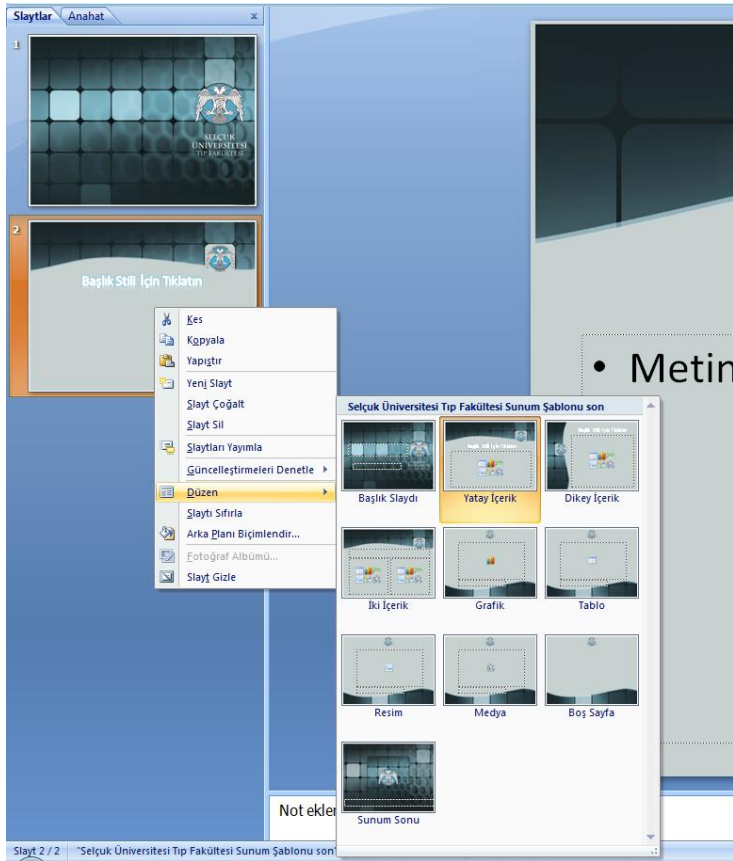 Slaytlar Anahat x
1
SELÇUK
ÜNİVERSİTESİ
TIP FAKÜLTESİ
2
Başlık Stili İçin Tıklatın
Kes
Kopyala
Yapıştır
Yeni Slayt
Slayt Çoğalt
Slayt Sil
Slaytları Yayımla
Güncelleştirmeleri Denetle
Düzen
Slaytı Sıfırla
Arka Planı Biçimlendir...
Fotoğraf Albümü...
Slayt Gizle
• Metin
Selçuk Üniversitesi Tıp Fakültesi Sunum Şablonu son
Başlık Slaydı Yatay İçerik Dikey İçerik
İki İçerik Grafik Tablo
Resim Medya Boş Sayfa
Sunum Sonu
Not ekler
Slayt 2 / 2 "Selçuk Üniversitesi Tıp Fakültesi Sunum Şablonu son"